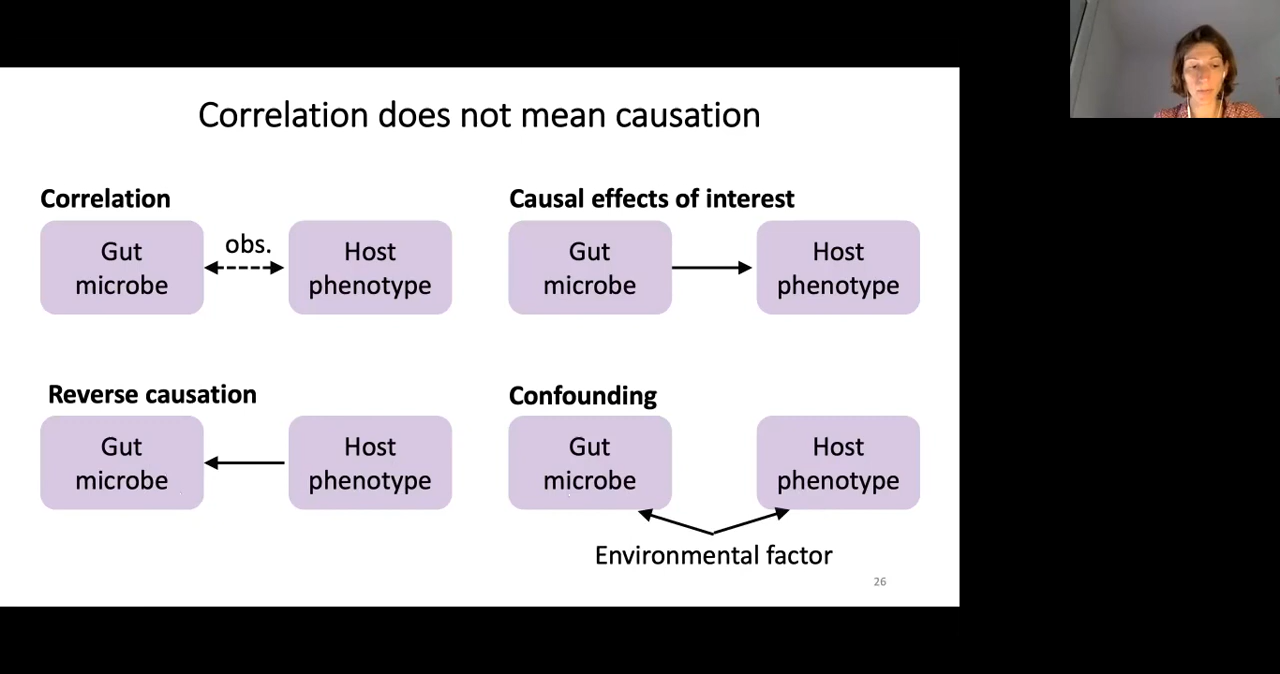 Correlation does not mean causation
Correlation
Gut
microbe
obs.
Host
phenotype
Causal effects of interest
Gut
microbe
Host
phenotype
Reverse causation
Gut
microbe
Host
phenotype
Confounding
Gut
microbe
Host
phenotype
Environmental factor
26